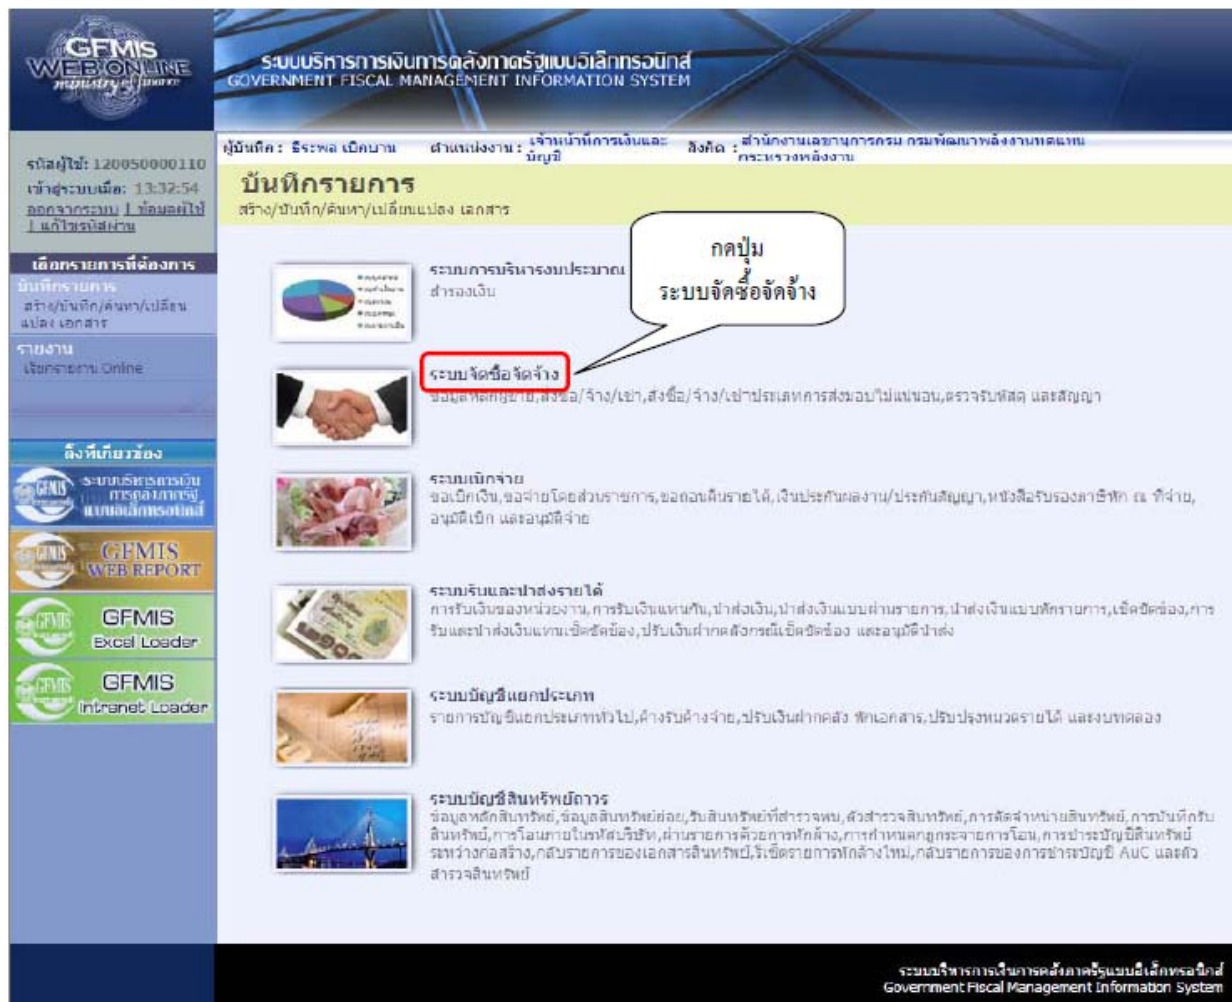 GFMIS
WEB ONLINE
ministry of finance
ระบบบริหารการเงินการคลังภาครัฐแบบอิเล็กทรอนิกส์
GOVERNMENT FISCAL MANAGEMENT INFORMATION SYSTEM
รหัสผู้ใช้: 120050000110
เข้าสู่ระบบเมื่อ: 13:32:54
ออกจากระบบ | ข้อมูลผู้ใช้
| แก้ไขรหัสผ่าน
ผู้บันทึก : ธีระพล เบิกบาน ตำแหน่งงาน : เจ้าหน้าที่การเงินและ
บัญชี
สังกัด : สำนักงานเลขานุการกรม กรมพัฒนาพลังงานทดแทน
กระทรวงพลังงาน
บันทึกรายการ
สร้าง/บันทึก/ค้นหา/เปลี่ยนแปลง เอกสาร
เลือกรายการที่ต้องการ
บันทึกรายการ
สร้าง/บันทึก/ค้นหา/เปลี่ยน
แปลง เอกสาร
รายงาน
เรียกรายงาน Online
ลิ้งที่เกี่ยวข้อง
GFMIS
ระบบบริหารการเงิน
การคลังภาครัฐ
แบบอิเล็กทรอนิกส์
GFMIS
GFMIS
WEB REPORT
GFMIS
GFMIS
Excel Loader
GFMIS
GFMIS
Intranet Loader
ระบบการบริหารงบประมาณ
สำรองเงิน
กดปุ่ม
ระบบจัดซื้อจัดจ้าง
ระบบจัดซื้อจัดจ้าง
ข้อมูลหลักผู้ขาย,สั่งซื้อ/จ้าง/เช่า,สั่งซื้อ/จ้าง/เช่าประเภทการส่งมอบไม่แน่นอน,ตรวจรับพัสดุ และสัญญา
ระบบเบิกจ่าย
ขอเบิกเงิน,ขอจ่ายโดยส่วนราชการ,ขอถอนคืนรายได้,เงินประกันผลงาน/ประกันสัญญา,หนังสือรับรองภาษีหัก ณ ที่จ่าย,
อนุมัติเบิก และอนุมัติจ่าย
ระบบรับและนำส่งรายได้
การรับเงินของหน่วยงาน,การรับเงินแทนกัน,นำส่งเงิน,นำส่งเงินแบบผ่านรายการ,นำส่งเงินแบบพักรายการ,เช็คขัดข้อง,การ
รับและนำส่งเงินแทนเช็คขัดข้อง,ปรับเงินฝากคลังกรณีเช็คขัดข้อง และอนุมัตินำส่ง
ระบบบัญชีแยกประเภท
รายการบัญชีแยกประเภททั่วไป,ค้างรับค้างจ่าย,ปรับเงินฝากคลัง พักเอกสาร,ปรับปรุงหมวดรายได้ และงบทดลอง
ระบบบัญชีสินทรัพย์ถาวร
ข้อมูลหลักสินทรัพย์,ข้อมูลสินทรัพย์ย่อย,รับสินทรัพย์ที่สำรวจพบ,ตัวสำรวจสินทรัพย์,การตัดจำหน่ายสินทรัพย์,การบันทึกรับ
สินทรัพย์,การโอนภายในรหัสบริษัท,ผ่านรายการด้วยการหักล้าง,การกำหนดกฎกระจายการโอน,การชำระบัญชีสินทรัพย์
ระหว่างก่อสร้าง,กลับรายการของเอกสารสินทรัพย์,รีเซ็ตรายการหักล้างใหม่,กลับรายการของการชำระบัญชี AuC และตัว
สำรวจสินทรัพย์
ระบบบริหารการเงินการคลังภาครัฐแบบอิเล็กทรอนิกส์
Government Fiscal Management Information System